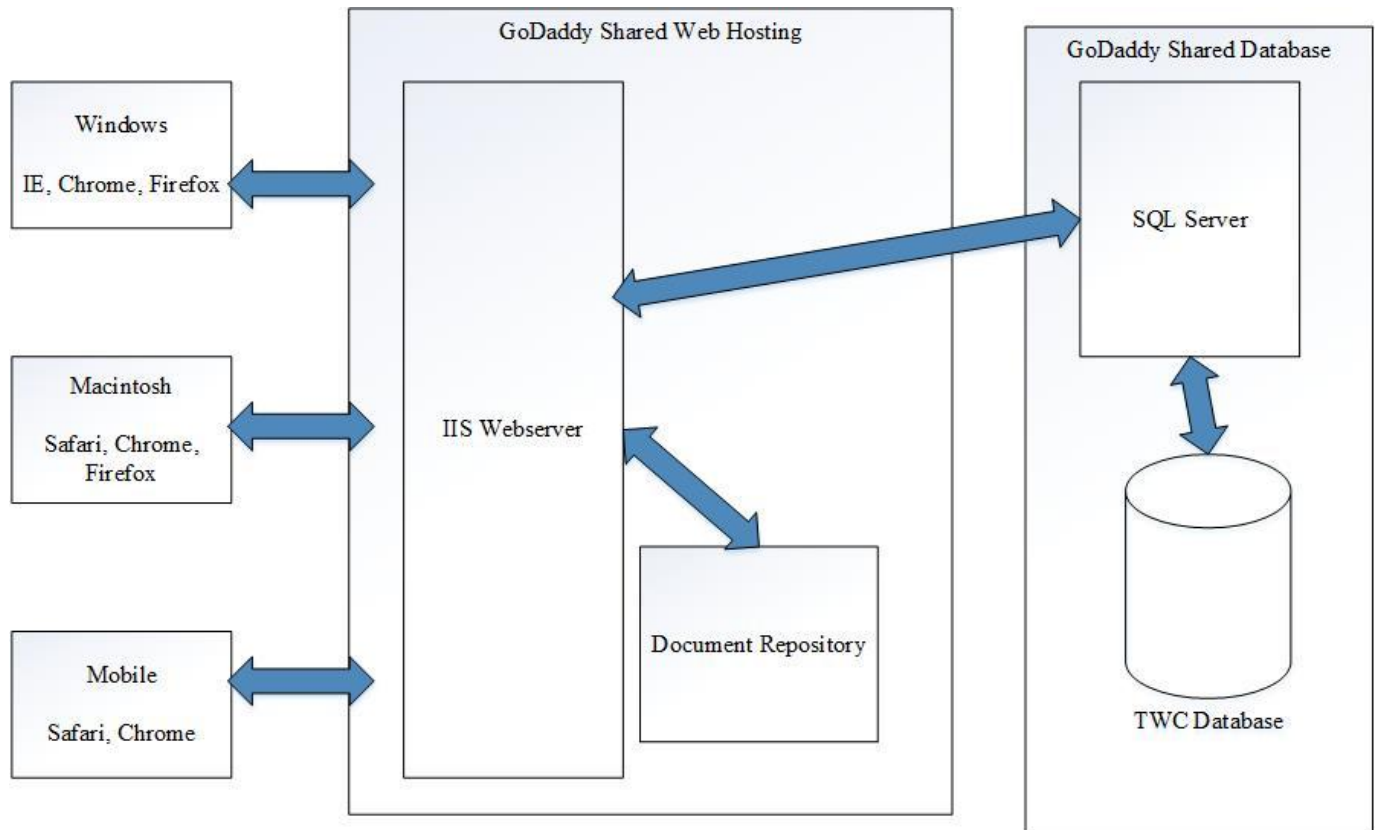 GoDaddy Shared Web Hosting
GoDaddy Shared Database
Windows
IE, Chrome, Firefox
SQL Server
Macintosh
Safari, Chrome,
Firefox
IIS Webserver
Document Repository
Mobile
Safari, Chrome
TWC Database